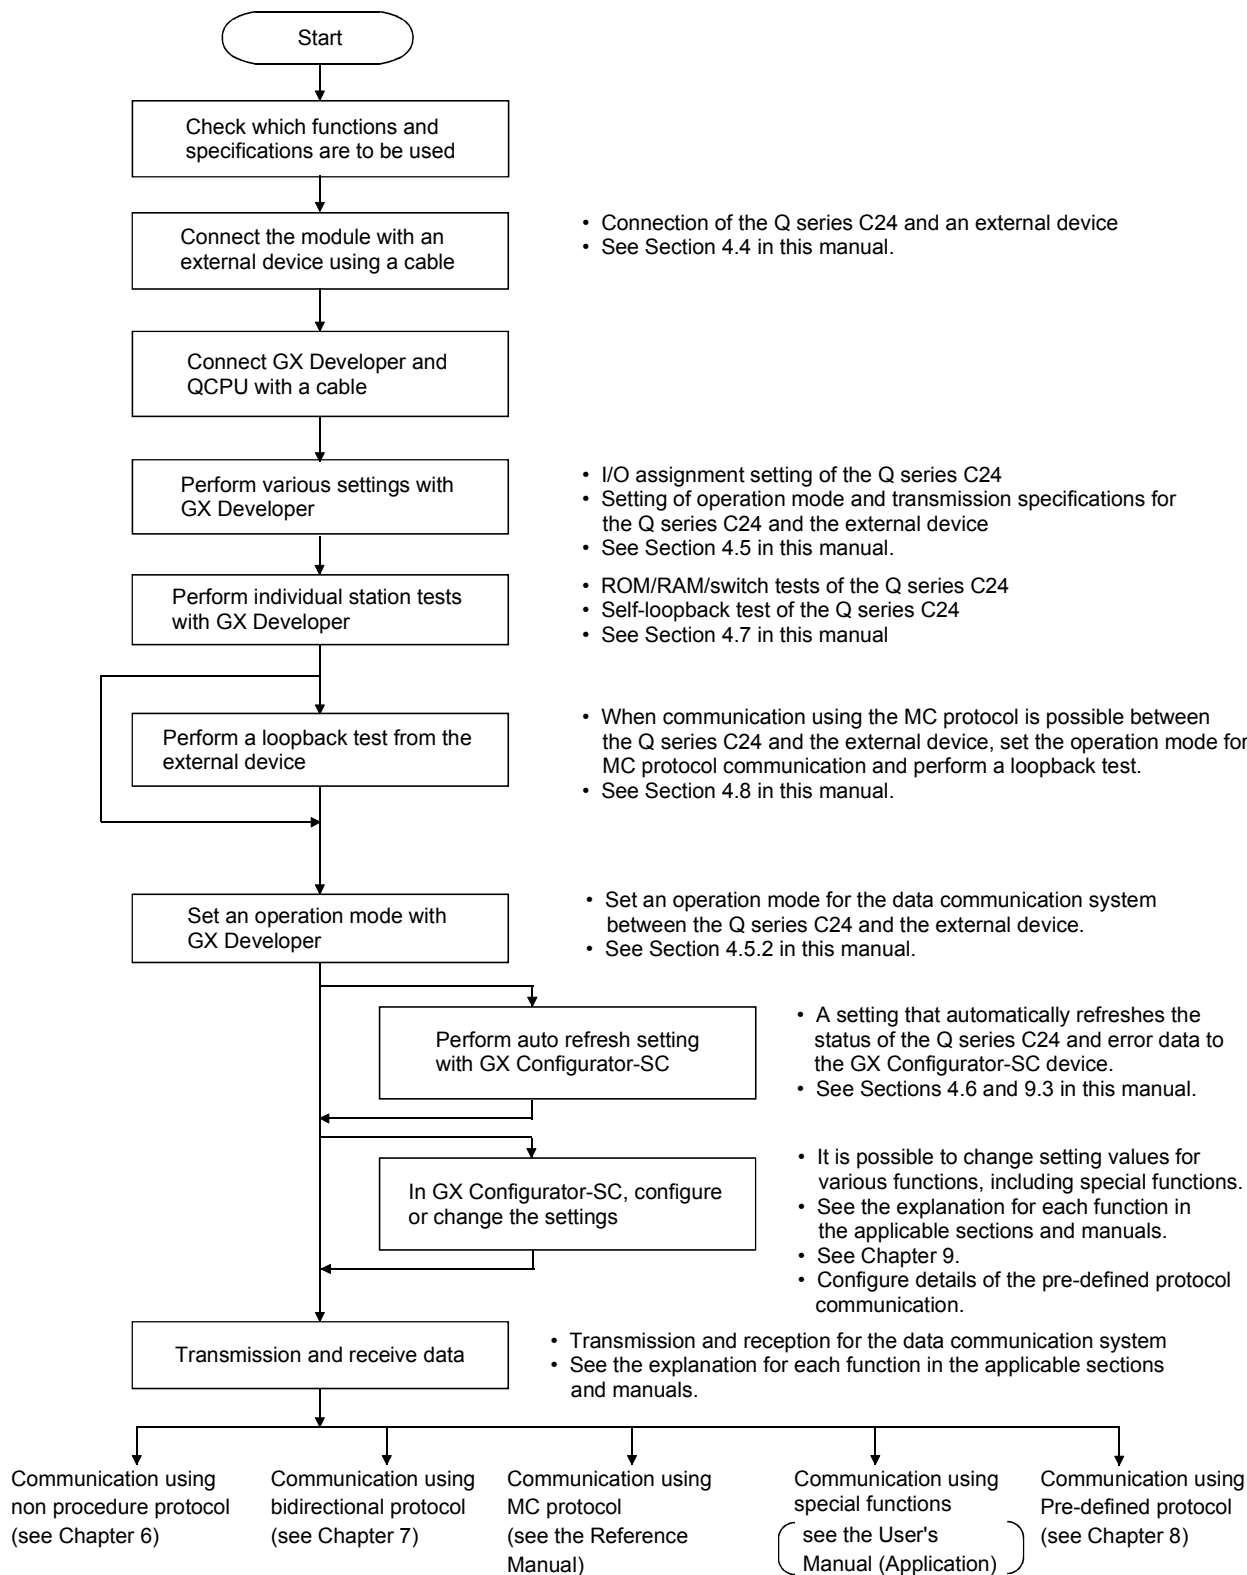 Start
Check which functions and
specifications are to be used
Connect the module with an
external device using a cable
• Connection of the Q series C24 and an external device
• See Section 4.4 in this manual.
Connect GX Developer and
QCPU with a cable
Perform various settings with
GX Developer
• I/O assignment setting of the Q series C24
• Setting of operation mode and transmission specifications for
the Q series C24 and the external device
• See Section 4.5 in this manual.
Perform individual station tests
with GX Developer
• ROM/RAM/switch tests of the Q series C24
• Self-loopback test of the Q series C24
• See Section 4.7 in this manual
Perform a loopback test from the
external device
• When communication using the MC protocol is possible between
the Q series C24 and the external device, set the operation mode for
MC protocol communication and perform a loopback test.
• See Section 4.8 in this manual.
Set an operation mode with
GX Developer
• Set an operation mode for the data communication system
between the Q series C24 and the external device.
• See Section 4.5.2 in this manual.
Perform auto refresh setting
with GX Configurator-SC
• A setting that automatically refreshes the
status of the Q series C24 and error data to
the GX Configurator-SC device.
• See Sections 4.6 and 9.3 in this manual.
In GX Configurator-SC, configure
or change the settings
• It is possible to change setting values for
various functions, including special functions.
• See the explanation for each function in
the applicable sections and manuals.
• See Chapter 9.
• Configure details of the pre-defined protocol
communication.
Transmission and receive data
• Transmission and reception for the data communication system
• See the explanation for each function in the applicable sections
and manuals.
Communication using
non procedure protocol
(see Chapter 6)
Communication using
bidirectional protocol
(see Chapter 7)
Communication using
MC protocol
(see the Reference
Manual)
Communication using
special functions
(see the User's
Manual (Application))
Communication using
Pre-defined protocol
(see Chapter 8)